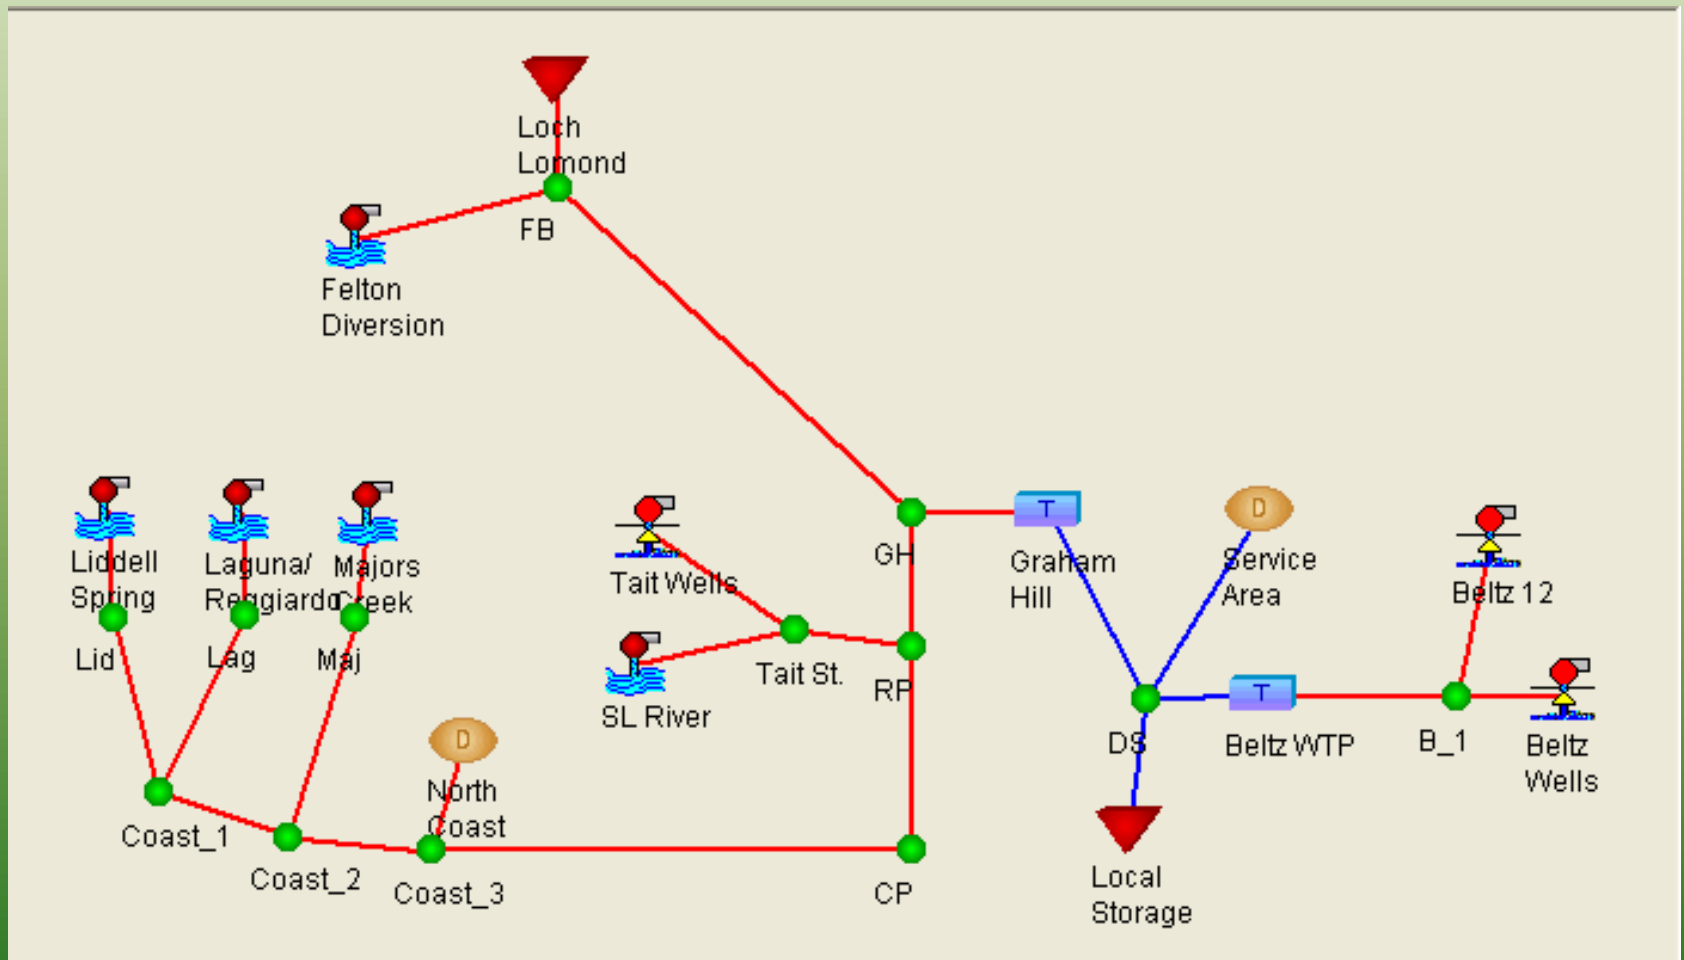 Loch
Lomond
FB
Felton
Diversion
Liddell
Spring
Laguna/
Reggiardo
Majors
Creek
Lid
Lag
Maj
Tait Wells
SL River
Tait St.
GH
RP
T
Graham
Hill
D
Service
Area
Beltz 12
DS
T
Beltz WTP
B_1
Beltz
Wells
D
North
Coast
Coast_1
Coast_2
Coast_3
CP
Local
Storage